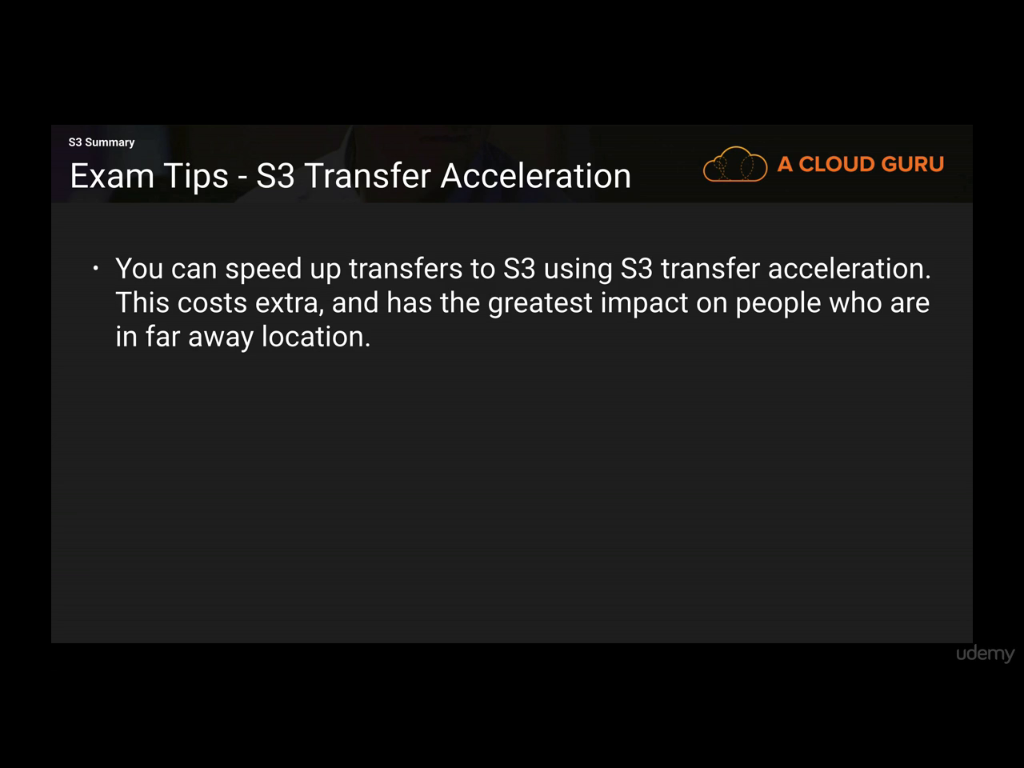 S3 Summary
Exam Tips - S3 Transfer Acceleration
A CLOUD GURU
• You can speed up transfers to S3 using S3 transfer acceleration.
This costs extra, and has the greatest impact on people who are
in far away location.
udemy